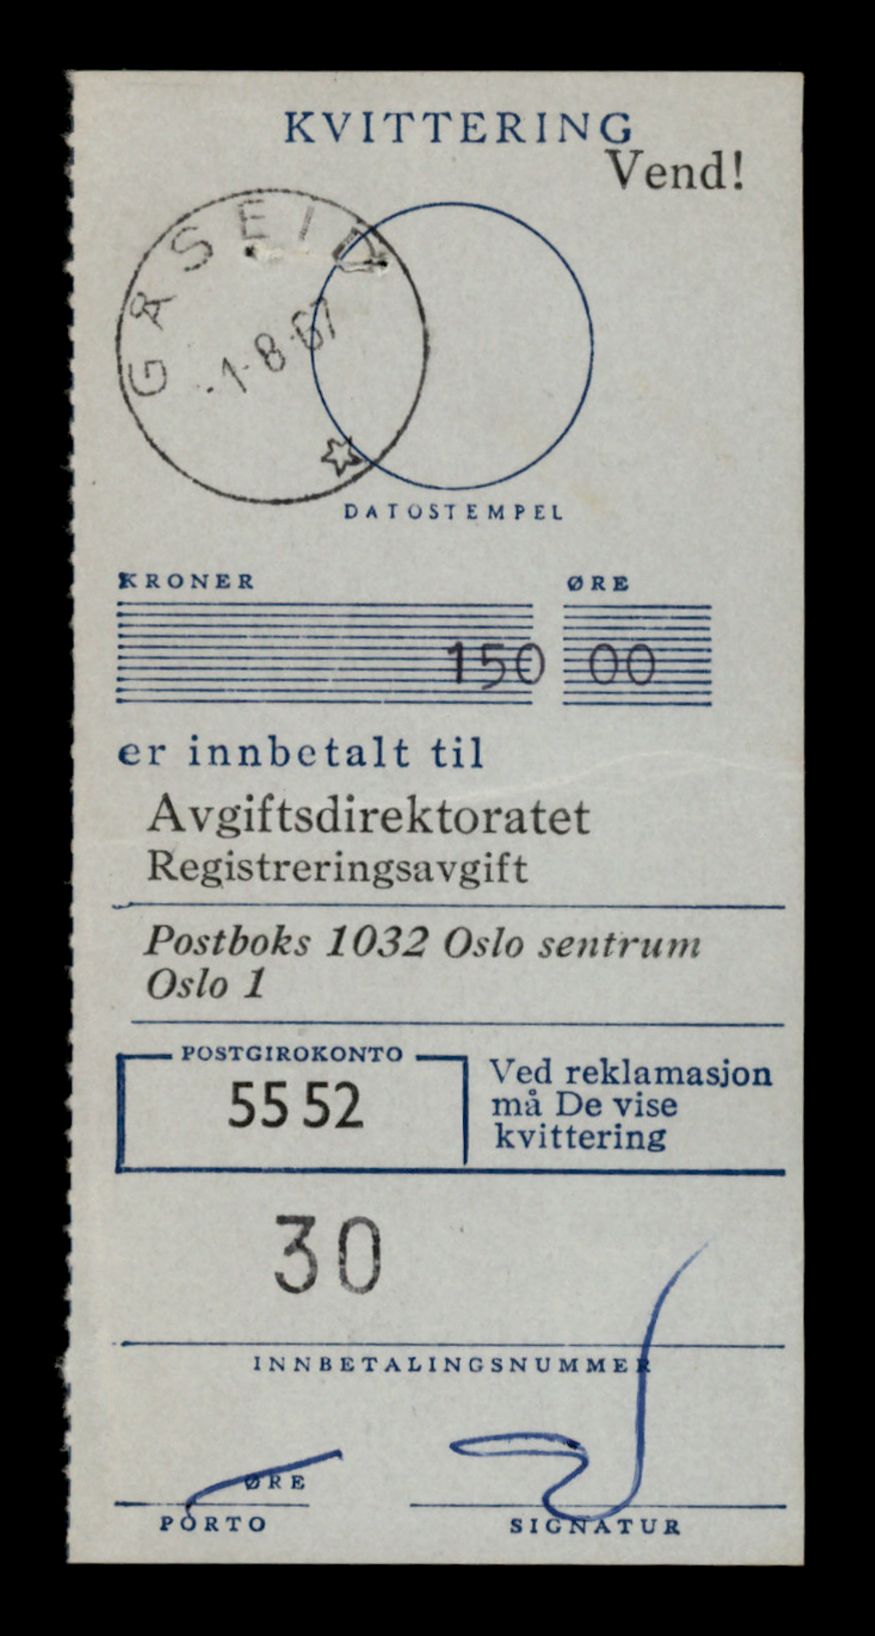 KVITTERING
Vend!
GÅSEID
-1-8-67
DATOSTEMPEL
KRONER ØRE
150 00
er innbetalt til
Avgiftsdirektoratet
Registreringsavgift
Postboks 1032 Oslo sentrum
Oslo 1
POSTGIROKONTO
55 52
Ved reklamasjon
må De vise
kvittering
30
INNBETALINGSNUMMER
ØRE
PORTO SIGNATUR